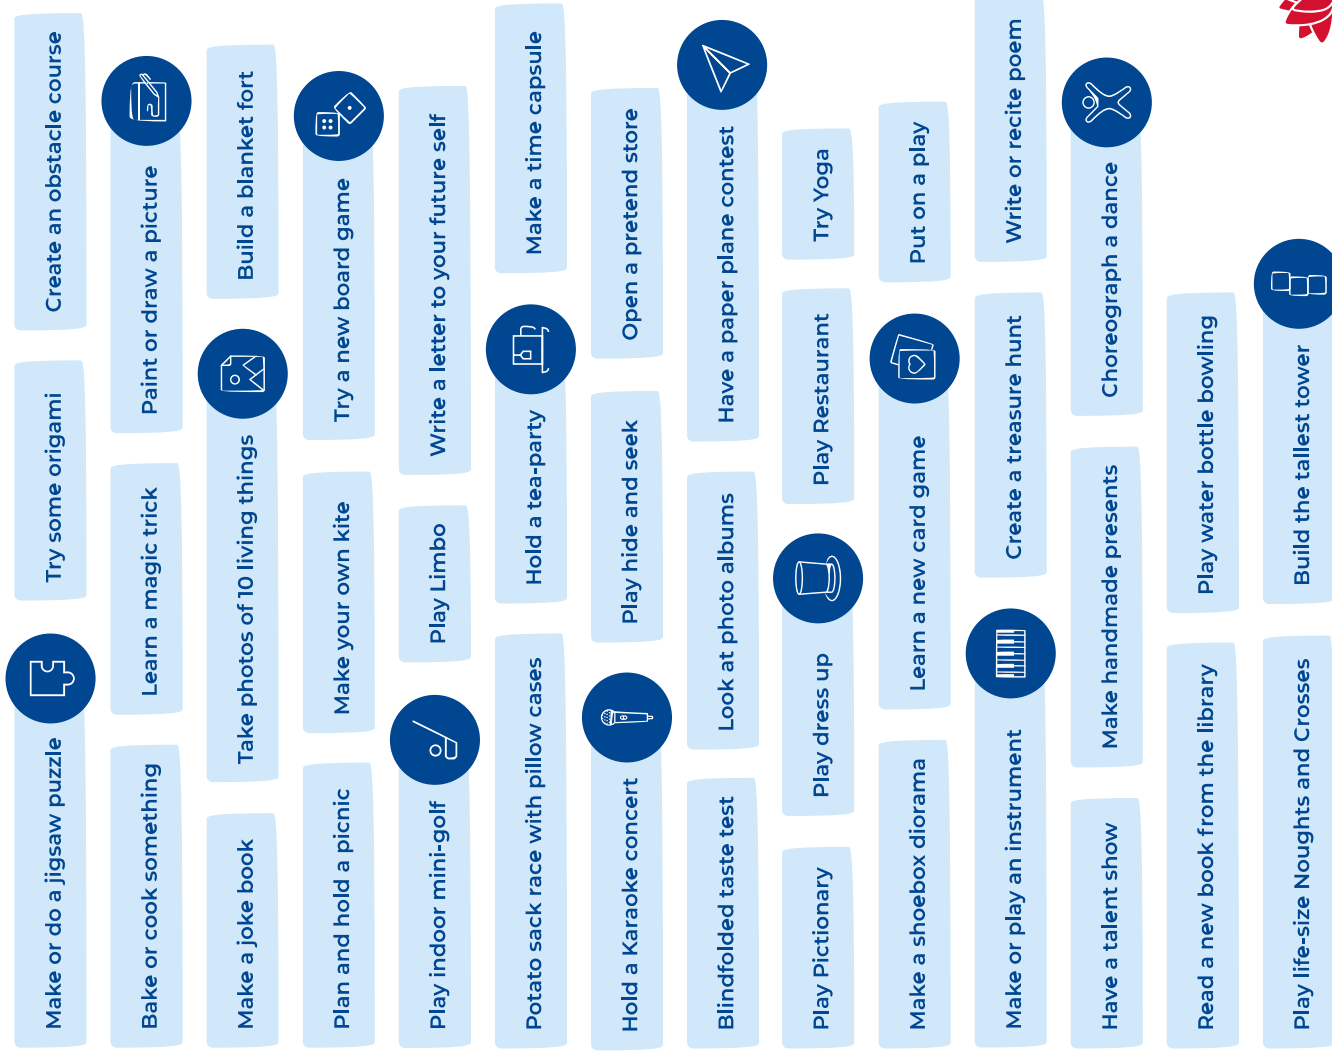 Make or do a jigsaw puzzle
Try some origami
Create an obstacle course
Bake or cook something
Learn a magic trick
Paint or draw a picture
Make a joke book
Take photos of 10 living things
Build a blanket fort
Plan and hold a picnic
Make your own kite
Try a new board game
Play indoor mini-golf
Play Limbo
Write a letter to your future self
Potato sack race with pillow cases
Hold a tea-party
Make a time capsule
Hold a Karaoke concert
Play hide and seek
Open a pretend store
Blindfolded taste test
Look at photo albums
Have a paper plane contest
Play Pictionary
Play dress up
Play Restaurant
Try Yoga
Make a shoebox diorama
Learn a new card game
Put on a play
Make or play an instrument
Create a treasure hunt
Write or recite poem
Have a talent show
Make handmade presents
Choreograph a dance
Read a new book from the library
Play water bottle bowling
Play life-size Noughts and Crosses
Build the tallest tower